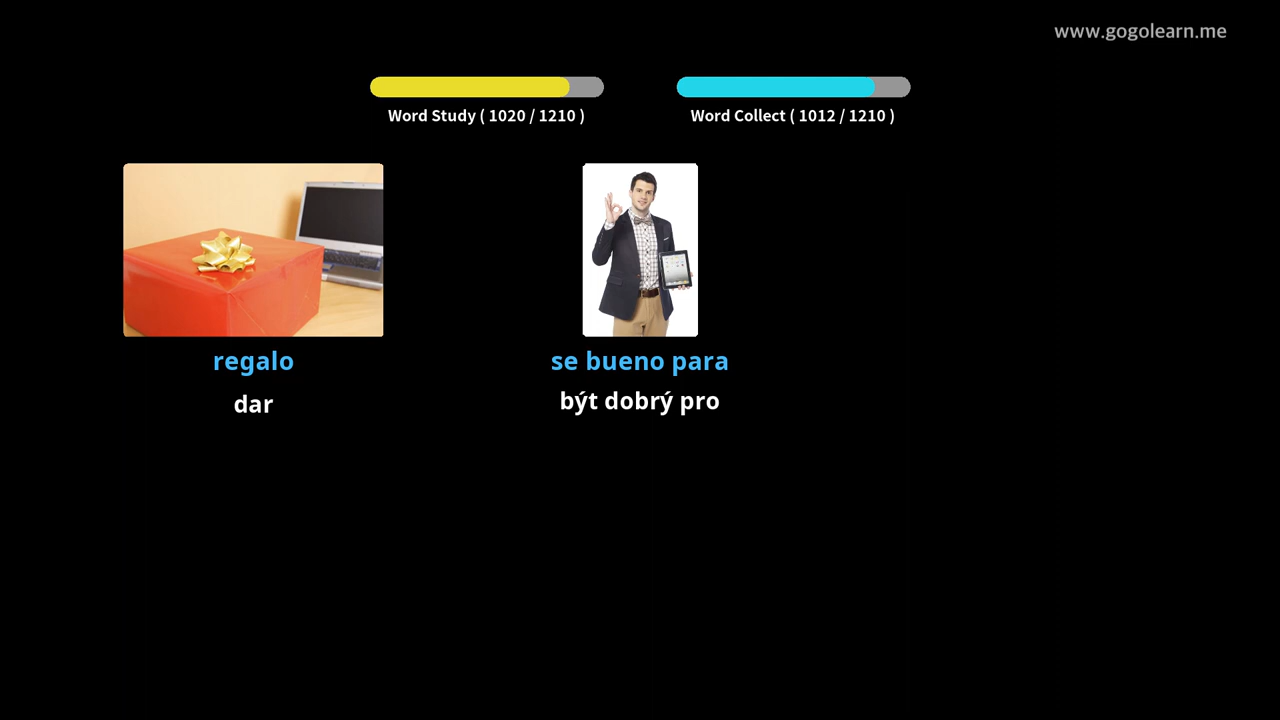 www.gogolearn.me
Word Study ( 1020 / 1210 )
Word Collect ( 1012 / 1210 )
regalo
dar
se bueno para
být dobrý pro